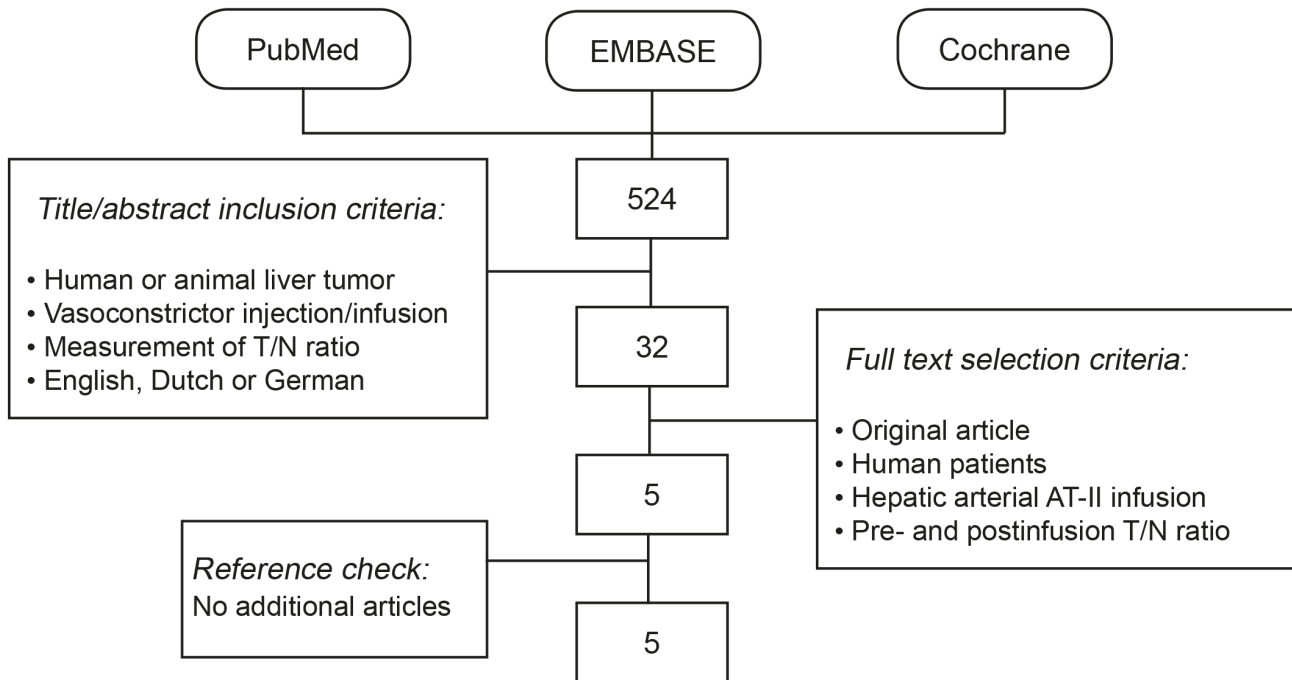 PubMed
EMBASE
Cochrane
524
Title/abstract inclusion criteria:
• Human or animal liver tumor
• Vasoconstrictor injection/infusion
• Measurement of T/N ratio
• English, Dutch or German
32
Full text selection criteria:
• Original article
• Human patients
• Hepatic arterial AT-II infusion
• Pre- and postinfusion T/N ratio
5
Reference check:
No additional articles
5